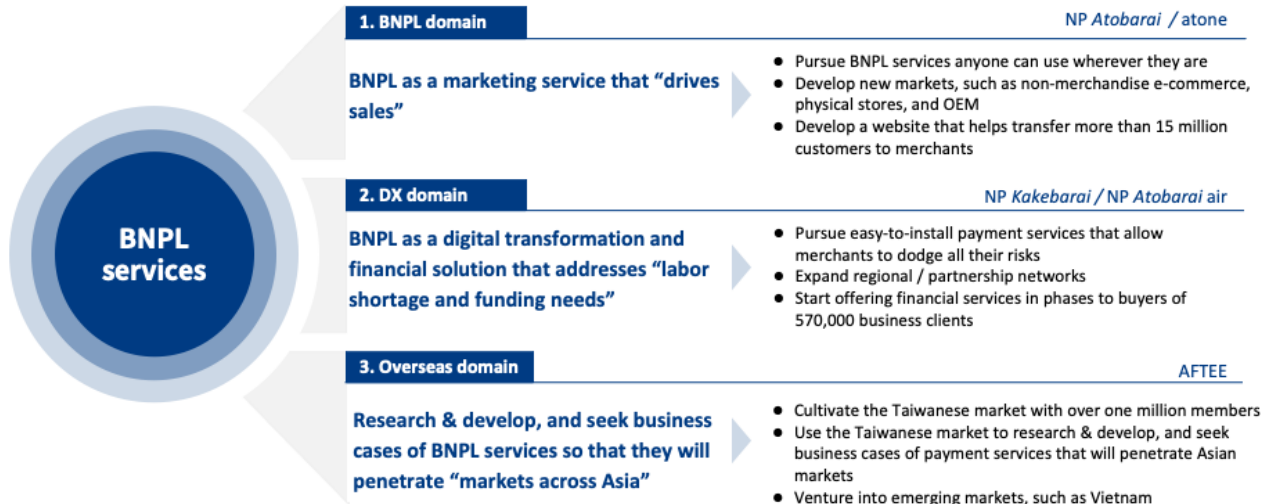 BNPL
services
1. BNPL domain
NP Atobarai / atone
BNPL as a marketing service that “drives
sales”
● Pursue BNPL services anyone can use wherever they are
● Develop new markets, such as non-merchandise e-commerce,
physical stores, and OEM
● Develop a website that helps transfer more than 15 million
customers to merchants
2. DX domain
NP Kakebarai / NP Atobarai air
BNPL as a digital transformation and
financial solution that addresses “labor
shortage and funding needs”
● Pursue easy-to-install payment services that allow
merchants to dodge all their risks
● Expand regional / partnership networks
● Start offering financial services in phases to buyers of
570,000 business clients
3. Overseas domain
AFTEE
Research & develop, and seek business
cases of BNPL services so that they will
penetrate “markets across Asia”
● Cultivate the Taiwanese market with over one million members
● Use the Taiwanese market to research & develop, and seek
business cases of payment services that will penetrate Asian
markets
● Venture into emerging markets, such as Vietnam